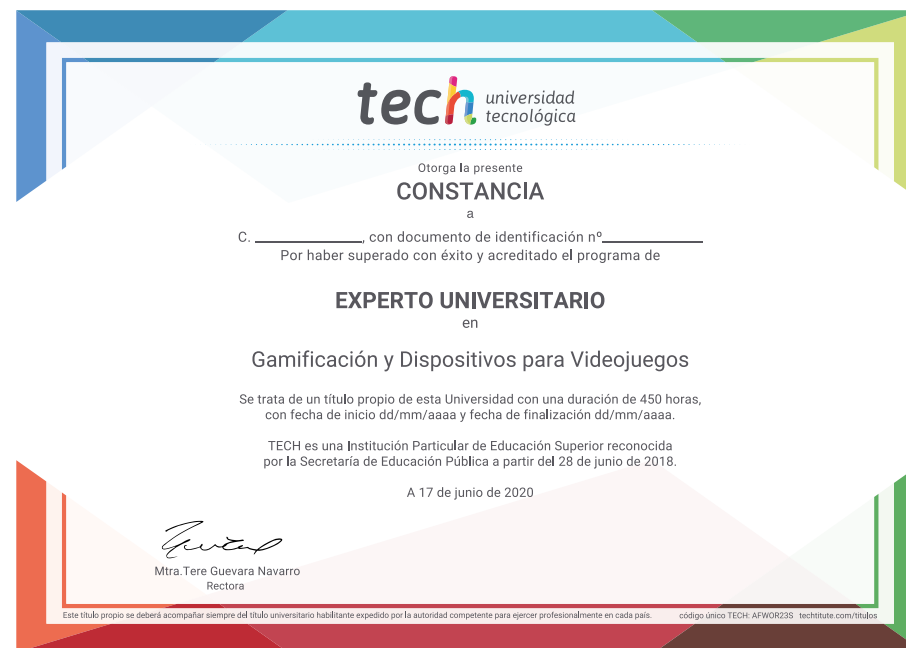 tech universidad
tecnológica
Otorga la presente
CONSTANCIA
a
C. ____________, con documento de identificación nº____________
Por haber superado con éxito y acreditado el programa de
EXPERTO UNIVERSITARIO
en
Gamificación y Dispositivos para Videojuegos
Se trata de un título propio de esta Universidad con una duración de 450 horas,
con fecha de inicio dd/mm/aaaa y fecha de finalización dd/mm/aaaa.
TECH es una Institución Particular de Educación Superior reconocida
por la Secretaría de Educación Pública a partir del 28 de junio de 2018.
A 17 de junio de 2020
Mtra.Tere Guevara Navarro
Rectora
Este título propio se deberá acompañar siempre del título universitario habilitante expedido por la autoridad competente para ejercer profesionalmente en cada país. código único TECH: AFWOR23S techtitute.com/titulos